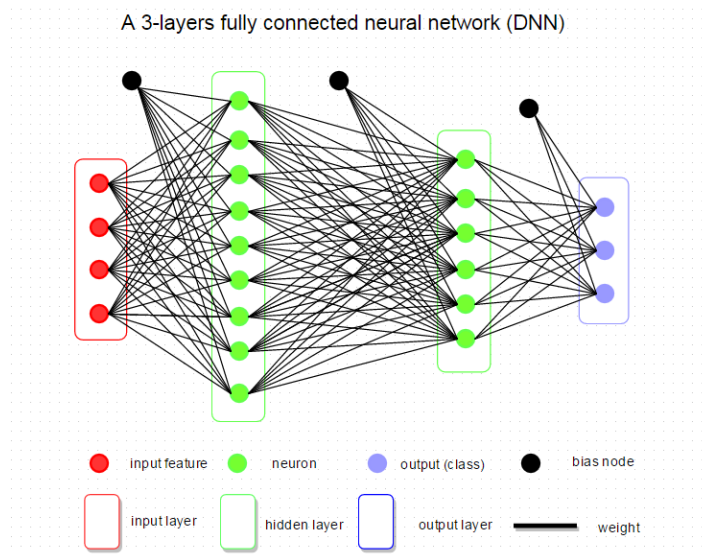 A 3-layers fully connected neural network (DNN)
input feature
neuron
output (class)
bias node
input layer
hidden layer
output layer
weight